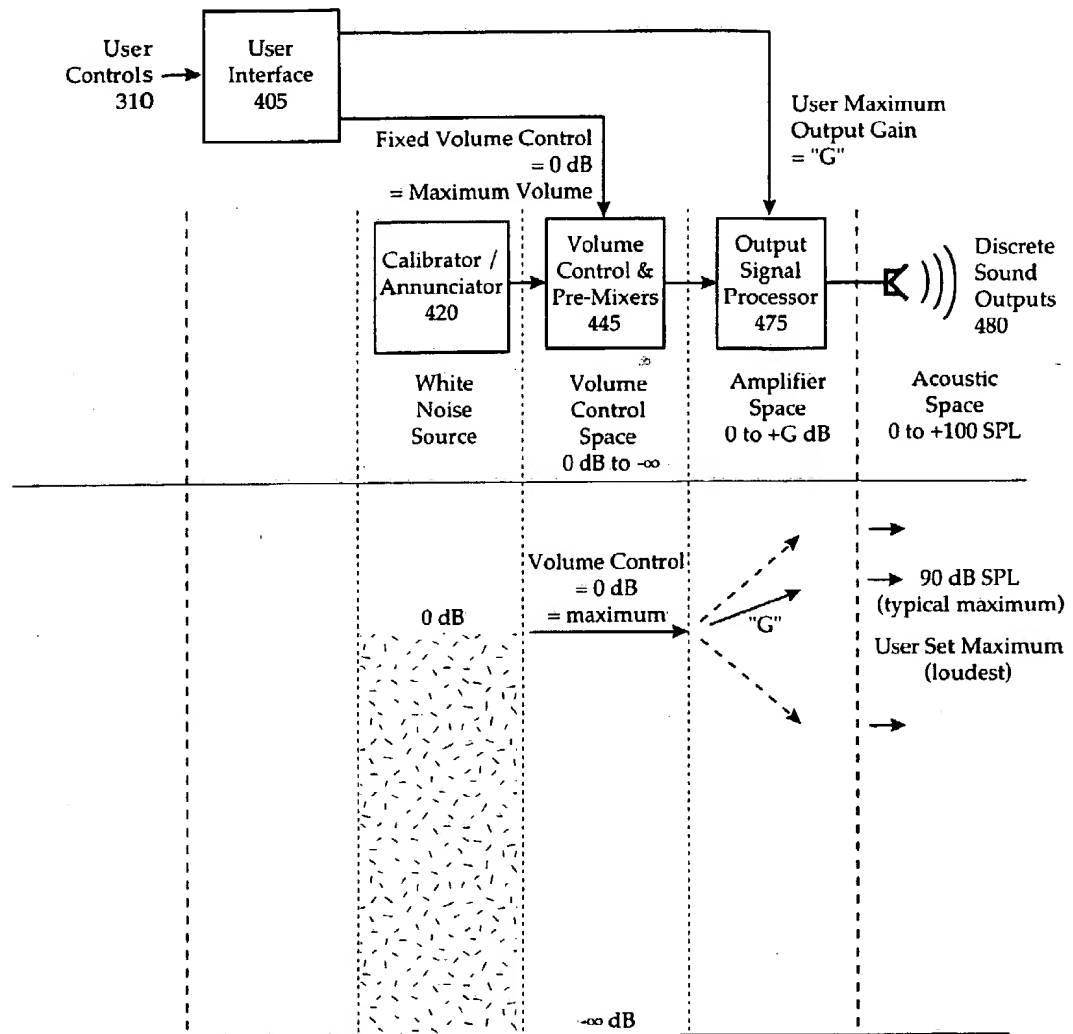 User
Controls
310
User
Interface
405
User Maximum
Output Gain
= "G"
Fixed Volume Control
= 0 dB
= Maximum Volume
Calibrator /
Annunciator
420
Volume
Control &
Pre-Mixers
445
Output
Signal
Processor
475
Discrete
Sound
Outputs
480
White
Noise
Source
Volume
Control
Space
0 dB to -∞
Amplifier
Space
0 to +G dB
Acoustic
Space
0 to +100 SPL
Volume Control
= 0 dB
= maximum
0 dB
"G"
90 dB SPL
(typical maximum)
User Set Maximum
(loudest)
-∞ dB